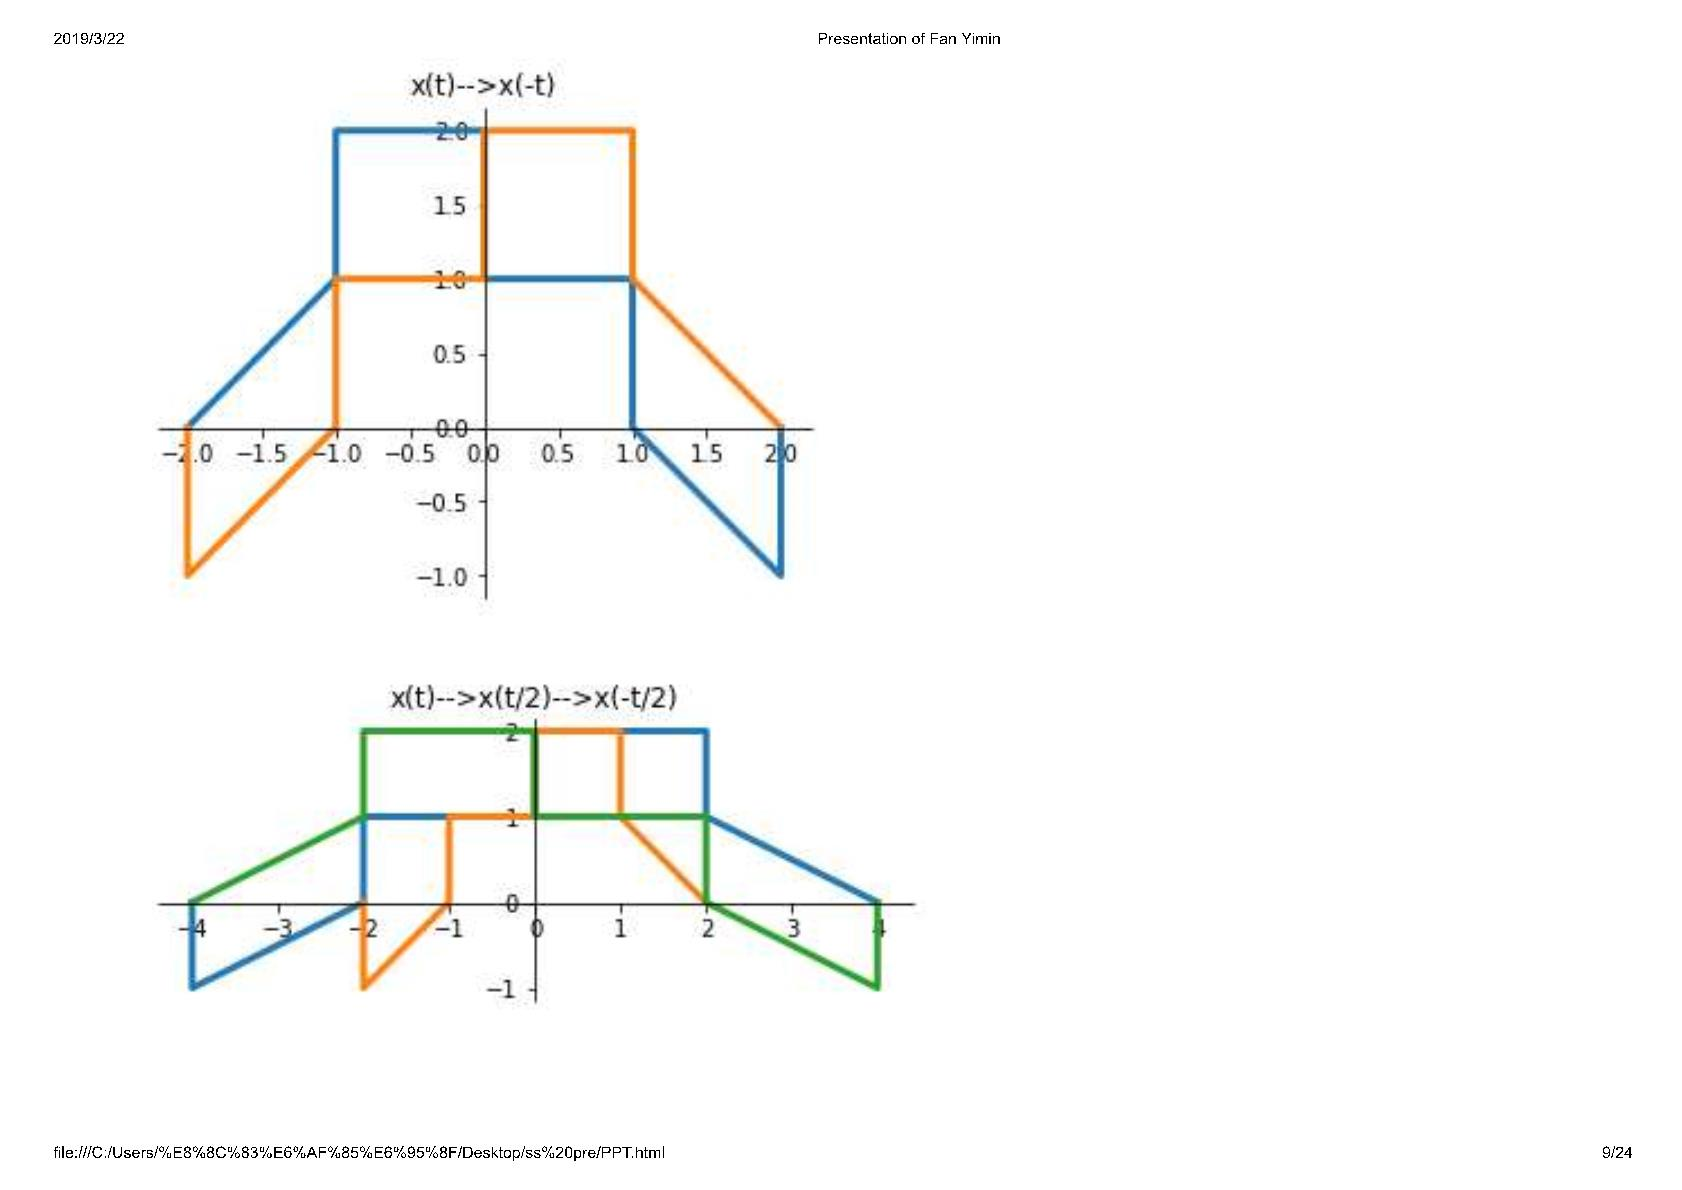 2019/3/22 Presentation of Fan Yimin
x(t)-->x(-t)
2.0
1.5
1.0
0.5
0.0
−2.0 −1.5 −1.0 −0.5 0.0 0.5 1.0 1.5 2.0
−0.5
−1.0
x(t)-->x(t/2)-->x(-t/2)
2
1
0
−4 −3 −2 −1 0 1 2 3 4
−1
file:///C:/Users/%E8%8C%83%E6%AF%85%E6%95%8F/Desktop/ss%20pre/PPT.html 9/24